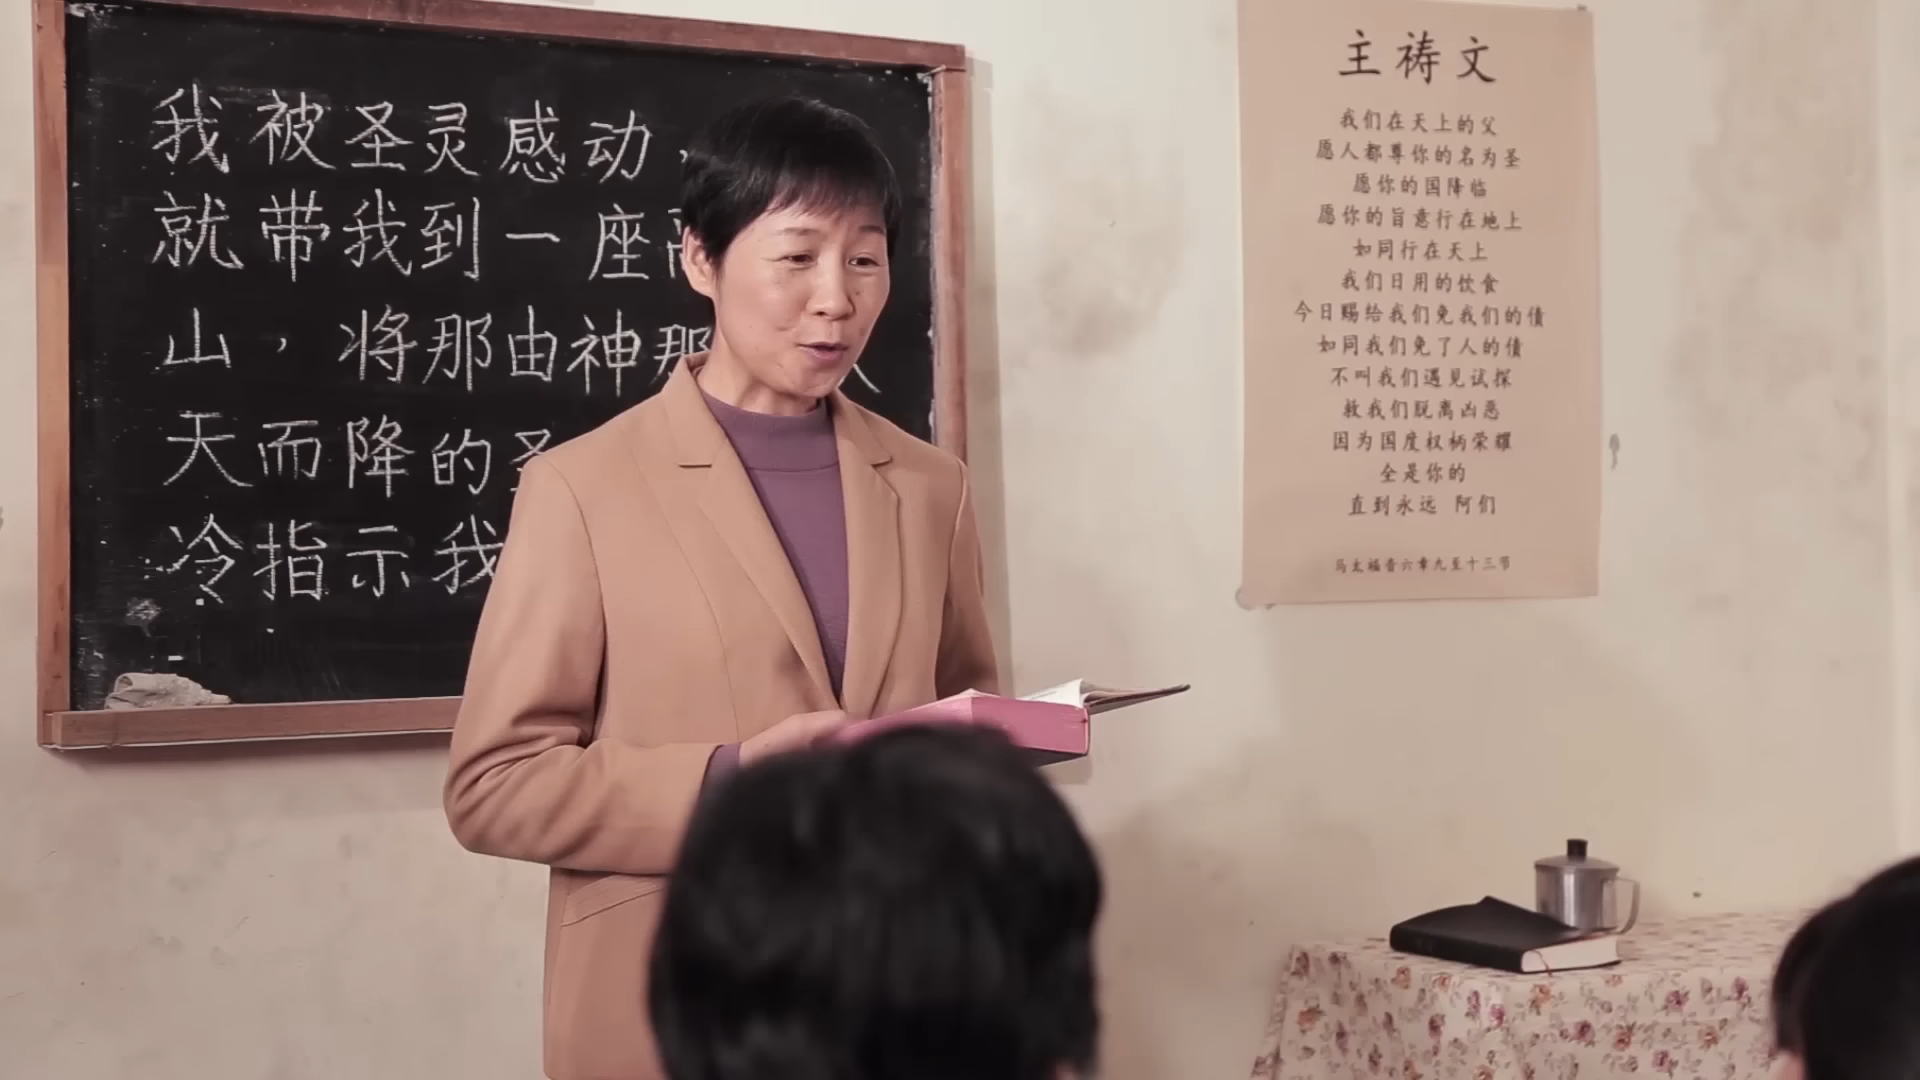 我被圣灵感动，
就带我到一座高
山，将那由神那
天而降的圣
冷指示我
主祷文
我们在天上的父
愿人都尊你的名为圣
愿你的国降临
愿你的旨意行在地上
如同行在天上
我们日用的饮食
今日赐给我们免我们的债
如同我们免了人的债
不叫我们遇见试探
救我们脱离凶恶
因为国度权柄荣耀
全是你的
直到永远 阿们
马太福音六章九至十三节